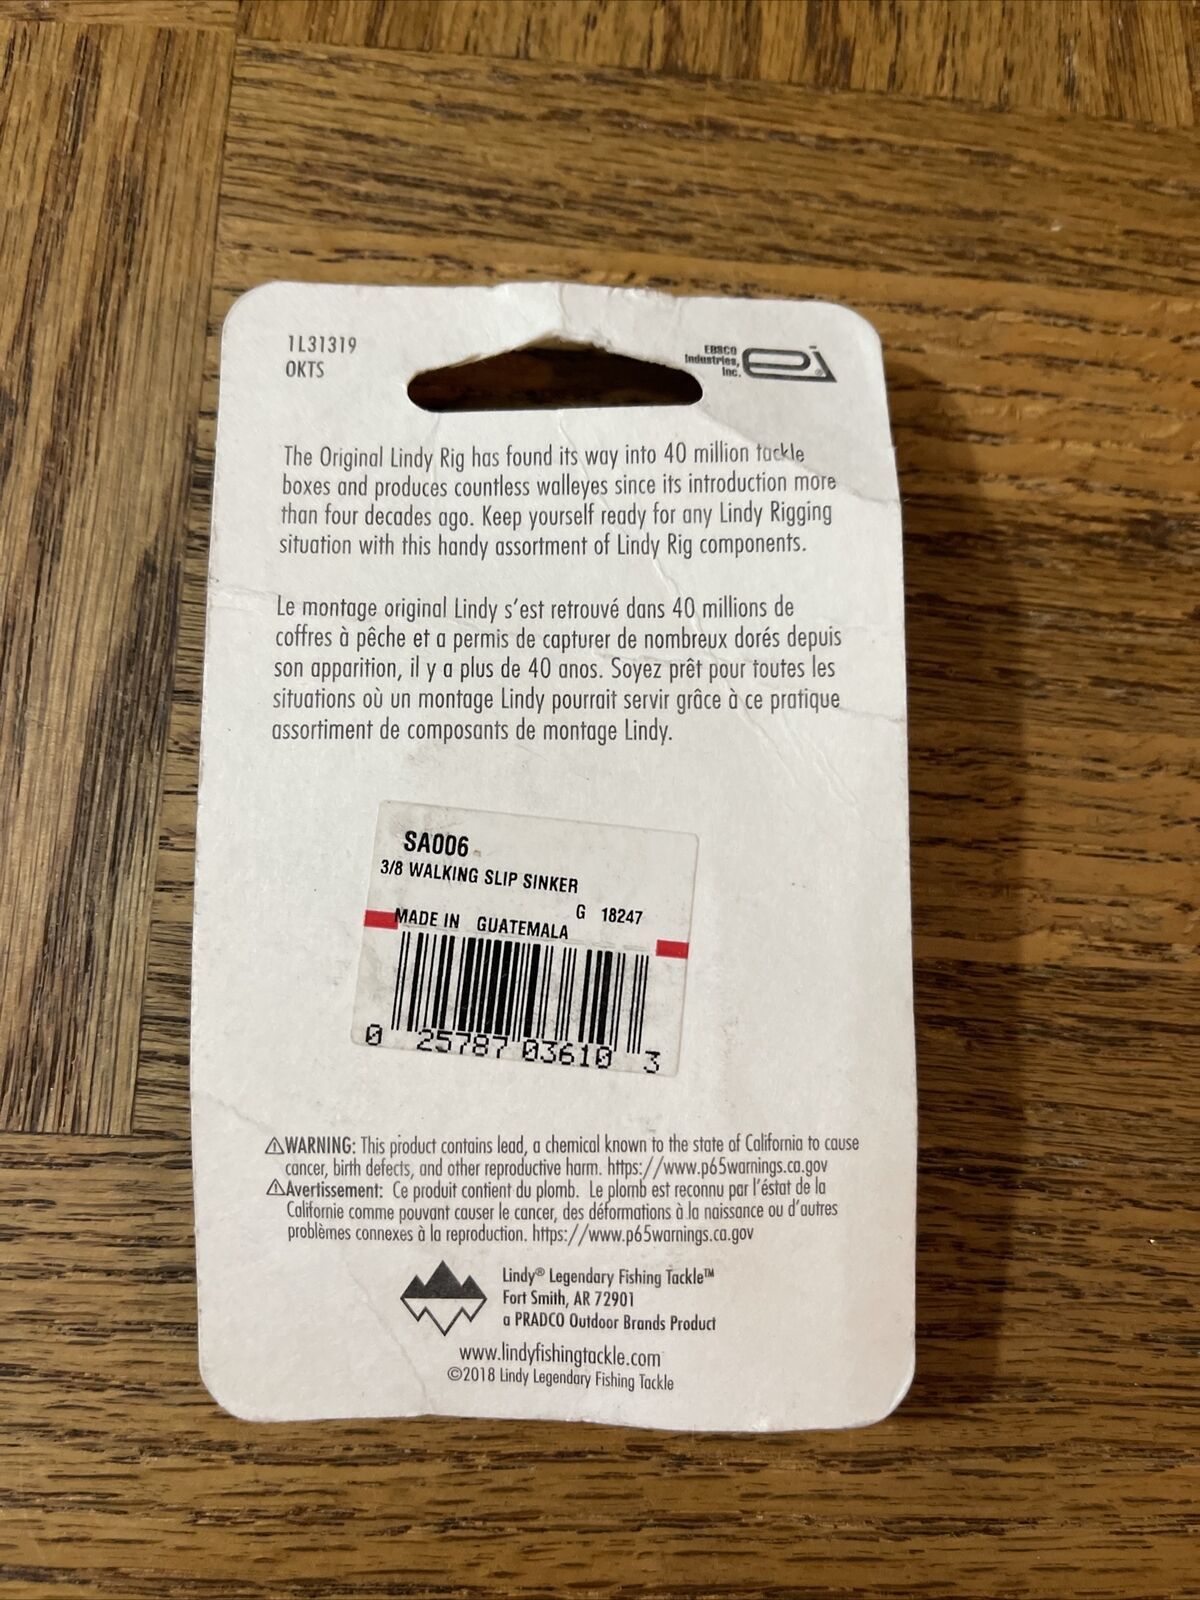 1L31319
OKTS
EBSCO
Industries,
Inc.
ei®
The Original Lindy Rig has found its way into 40 million tackle
boxes and produces countless walleyes since its introduction more
than four decades ago. Keep yourself ready for any Lindy Rigging
situation with this handy assortment of Lindy Rig components.
Le montage original Lindy s'est retrouvé dans 40 millions de
coffres à pêche et a permis de capturer de nombreux dorés depuis
son apparition, il y a plus de 40 anos. Soyez prêt pour toutes les
situations où un montage Lindy pourrait servir grâce à ce pratique
assortiment de composants de montage Lindy.
SA006
3/8 WALKING SLIP SINKER
G 18247
MADE IN GUATEMALA
0 25787 03610 3
⚠WARNING: This product contains lead, a chemical known to the state of California to cause
cancer, birth defects, and other reproductive harm. https://www.p65warnings.ca.gov
⚠Avertissement: Ce produit contient du plomb. Le plomb est reconnu par l'éstat de la
Californie comme pouvant causer le cancer, des déformations à la naissance ou d'autres
problèmes connexes à la reproduction. https://www.p65warnings.ca.gov
Lindy® Legendary Fishing Tackle™
Fort Smith, AR 72901
a PRADCO Outdoor Brands Product
www.lindyfishingtackle.com
©2018 Lindy Legendary Fishing Tackle